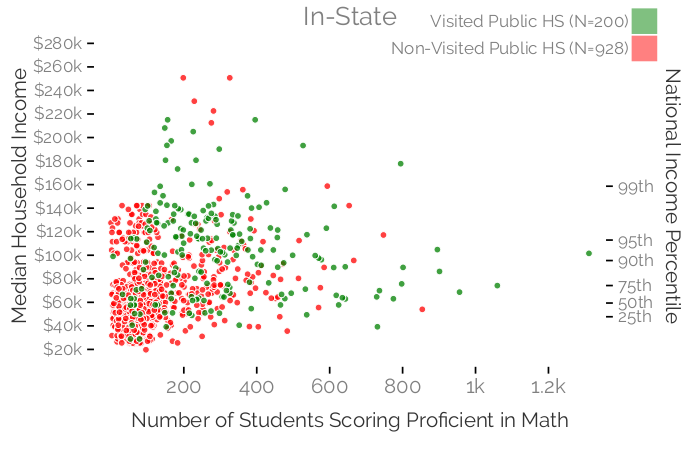 In-State
Visited Public HS (N=200)
Non-Visited Public HS (N=928)
Median Household Income
$280k
$260k
$240k
$220k
$200k
$180k
$160k
$140k
$120k
$100k
$80k
$60k
$40k
$20k
National Income Percentile
99th
95th
90th
75th
50th
25th
200
400
600
800
1k
1.2k
Number of Students Scoring Proficient in Math